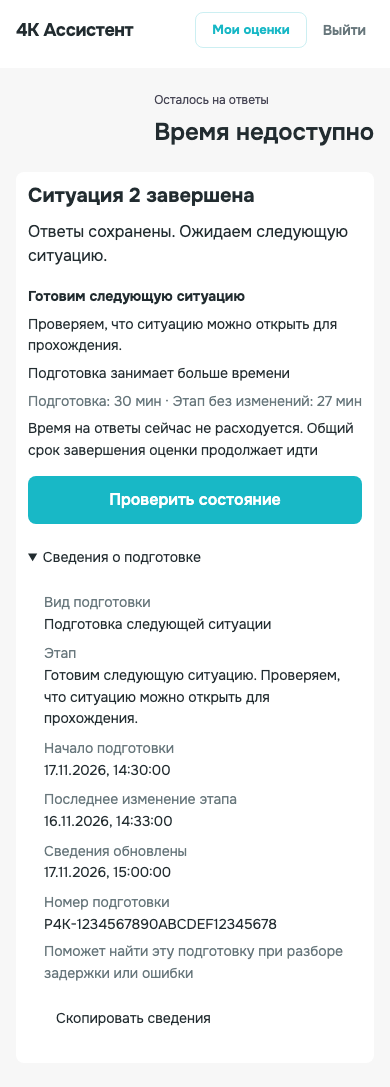 4К Ассистент
Мои оценки
Выйти
Осталось на ответы
Время недоступно
Ситуация 2 завершена
Ответы сохранены. Ожидаем следующую
ситуацию.
Готовим следующую ситуацию
Проверяем, что ситуацию можно открыть для
прохождения.
Подготовка занимает больше времени
Подготовка: 30 мин · Этап без изменений: 27 мин
Время на ответы сейчас не расходуется. Общий
срок завершения оценки продолжает идти
Проверить состояние
▼ Сведения о подготовке
Вид подготовки
Подготовка следующей ситуации
Этап
Готовим следующую ситуацию. Проверяем,
что ситуацию можно открыть для
прохождения.
Начало подготовки
17.11.2026, 14:30:00
Последнее изменение этапа
16.11.2026, 14:33:00
Сведения обновлены
17.11.2026, 15:00:00
Номер подготовки
P4K-1234567890ABCDEF12345678
Поможет найти эту подготовку при разборе
задержки или ошибки
Скопировать сведения